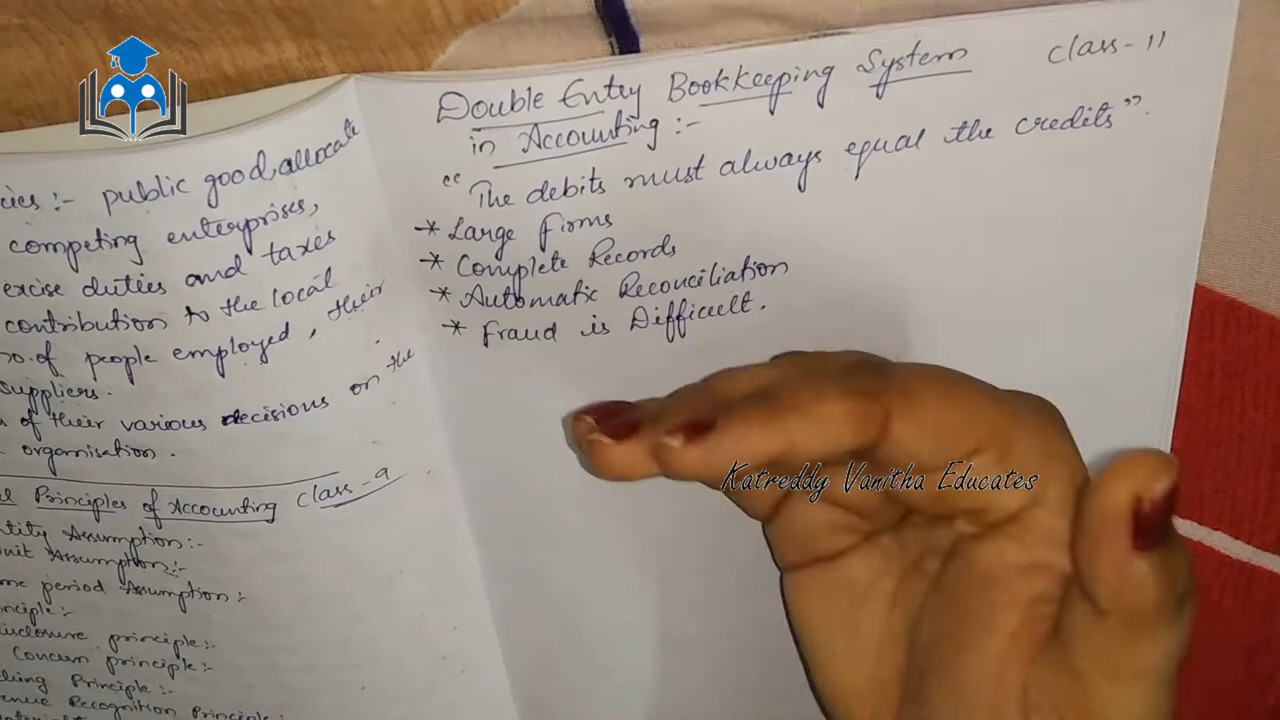 cies :- public good, allocate
competing enterprises,
excise duties and taxes
contribution to the local
no. of people employed, their
suppliers.
of their various decisions on the
organisation.
Principles of Accounting Class - 9
Assumption:-
unit Assumption:-
period Assumption:-
principle:-
principle:-
Concern principle:-
Principle:-
Recognition Principle:-
Double Entry Bookkeeping System Class - 11
in Accounting :-
"The debits must always equal the credits".
* Large firms
* Complete Records
* Automatic Reconciliation
* Fraud is Difficult.
Katreddy Vanitha Educates